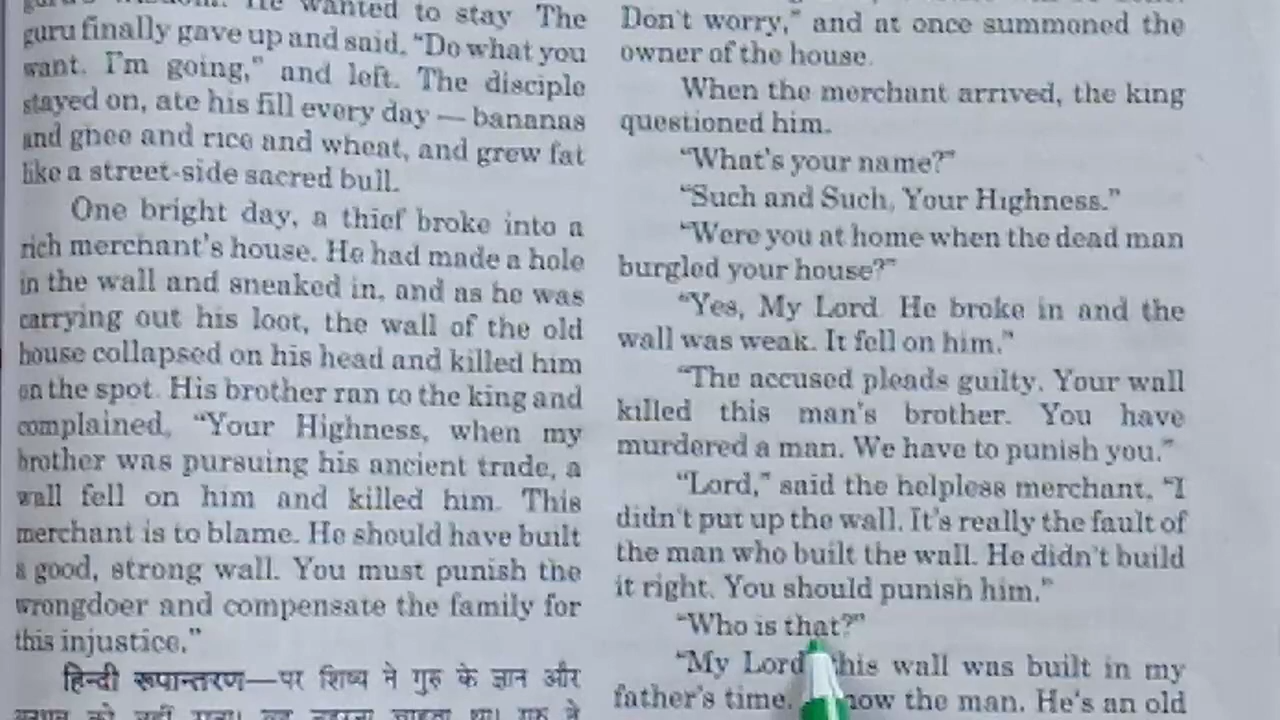 wanted to stay The
guru finally gave up and said, "Do what you
want. I'm going," and left. The disciple
stayed on, ate his fill every day — bananas
and ghee and rice and wheat, and grew fat
like a street-side sacred bull.
One bright day, a thief broke into a
rich merchant's house. He had made a hole
in the wall and sneaked in, and as he was
carrying out his loot, the wall of the old
house collapsed on his head and killed him
on the spot. His brother ran to the king and
complained, "Your Highness, when my
brother was pursuing his ancient trade, a
wall fell on him and killed him. This
merchant is to blame. He should have built
a good, strong wall. You must punish the
wrongdoer and compensate the family for
this injustice."
हिन्दी रूपान्तरण—पर शिष्य ने गुरु के ज्ञान और
Don't worry," and at once summoned the
owner of the house.
When the merchant arrived, the king
questioned him.
"What's your name?"
"Such and Such, Your Highness."
"Were you at home when the dead man
burgled your house?"
"Yes, My Lord. He broke in and the
wall was weak. It fell on him."
"The accused pleads guilty. Your wall
killed this man's brother. You have
murdered a man. We have to punish you."
"Lord," said the helpless merchant, "I
didn't put up the wall. It's really the fault of
the man who built the wall. He didn't build
it right. You should punish him."
"Who is that?"
"My Lord, this wall was built in my
father's time. the man. He's an old